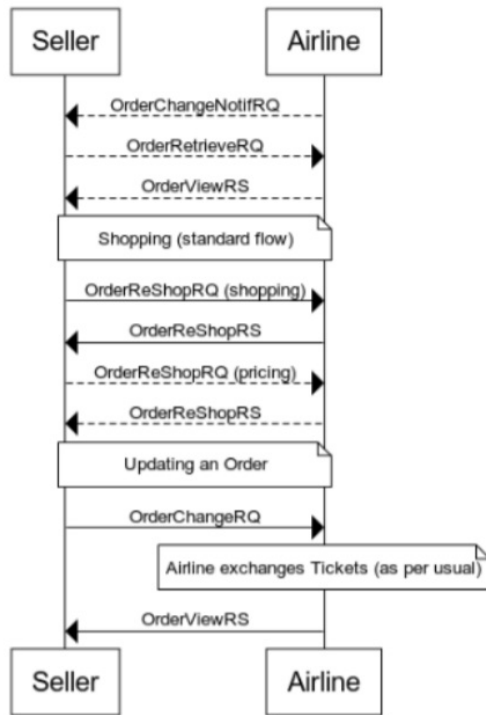 Seller Airline
OrderChangeNotifRQ
OrderRetrieveRQ
OrderViewRS
Shopping (standard flow)
OrderReShopRQ (shopping)
OrderReShopRS
OrderReShopRQ (pricing)
OrderReShopRS
Updating an Order
OrderChangeRQ
Airline exchanges Tickets (as per usual)
OrderViewRS
Seller Airline